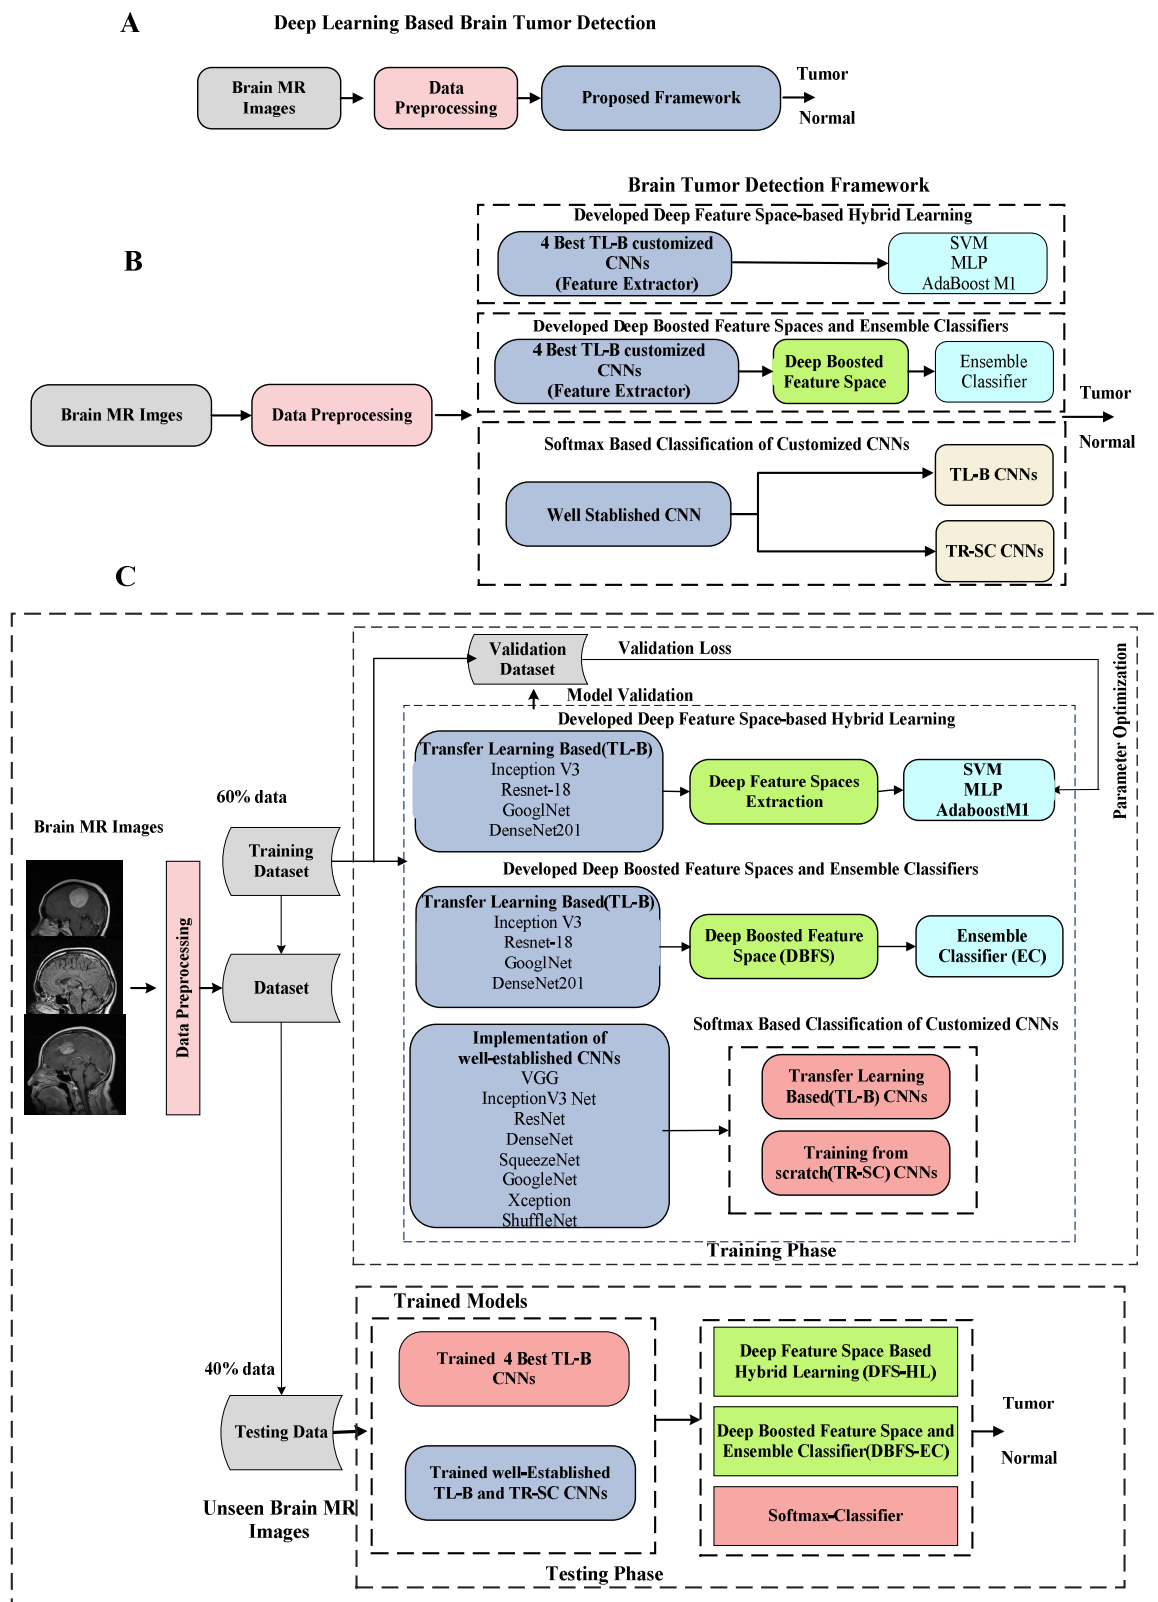 A
Deep Learning Based Brain Tumor Detection
Brain MR
Images
Data
Preprocessing
Proposed Framework
Tumor
Normal
Brain Tumor Detection Framework
B
Developed Deep Feature Space-based Hybrid Learning
4 Best TL-B customized
CNNs
(Feature Extractor)
SVM
MLP
AdaBoost M1
Developed Deep Boosted Feature Spaces and Ensemble Classifiers
4 Best TL-B customized
CNNs
(Feature Extractor)
Deep Boosted
Feature Space
Ensemble
Classifier
Brain MR Imges
Data Preprocessing
Tumor
Normal
Softmax Based Classification of Customized CNNs
Well Stablished CNN
TL-B CNNs
TR-SC CNNs
C
Validation
Dataset
Validation Loss
Parameter Optimization
Model Validation
Developed Deep Feature Space-based Hybrid Learning
Transfer Learning Based(TL-B)
Inception V3
Resnet-18
GooglNet
DenseNet201
Deep Feature Spaces
Extraction
SVM
MLP
AdaboostM1
60% data
Brain MR Images
Training
Dataset
Data Preprocessing
Dataset
Developed Deep Boosted Feature Spaces and Ensemble Classifiers
Transfer Learning Based(TL-B)
Inception V3
Resnet-18
GooglNet
DenseNet201
Deep Boosted Feature
Space (DBFS)
Ensemble
Classifier (EC)
Implementation of
well-established CNNs
VGG
InceptionV3 Net
ResNet
DenseNet
SqueezeNet
GoogleNet
Xception
ShuffleNet
Softmax Based Classification of Customized CNNs
Transfer Learning
Based(TL-B) CNNs
Training from
scratch(TR-SC) CNNs
Training Phase
40% data
Testing Data
Unseen Brain MR
Images
Trained Models
Trained 4 Best TL-B
CNNs
Trained well-Established
TL-B and TR-SC CNNs
Deep Feature Space Based
Hybrid Learning (DFS-HL)
Deep Boosted Feature Space and
Ensemble Classifier(DBFS-EC)
Softmax-Classifier
Tumor
Normal
Testing Phase